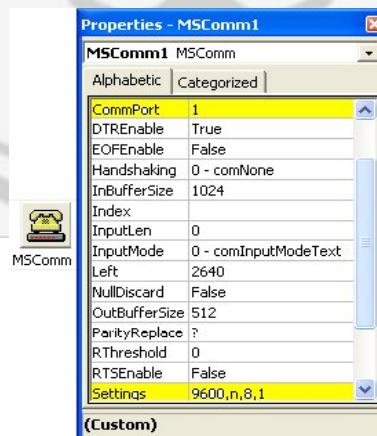 Properties - MSComm1
MSComm1 MSComm
Alphabetic Categorized
CommPort 1
DTREnable True
EOFEnable False
Handshaking 0 - comNone
InBufferSize 1024
Index
InputLen 0
InputMode 0 - comInputModeText
Left 2640
NullDiscard False
OutBufferSize 512
ParityReplace ?
RThreshold 0
RTSEnable False
Settings 9600,n,8,1
(Custom)
MSComm